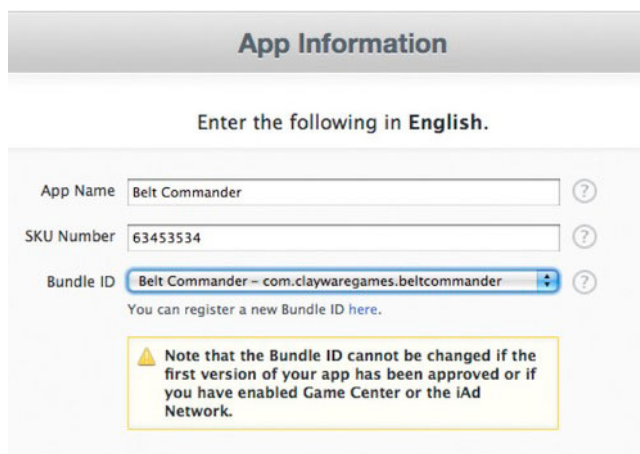 App Information
Enter the following in English.
App Name Belt Commander ?
SKU Number 63453534 ?
Bundle ID Belt Commander – com.claywaregames.beltcommander ?
You can register a new Bundle ID here.
Note that the Bundle ID cannot be changed if the
first version of your app has been approved or if
you have enabled Game Center or the iAd
Network.